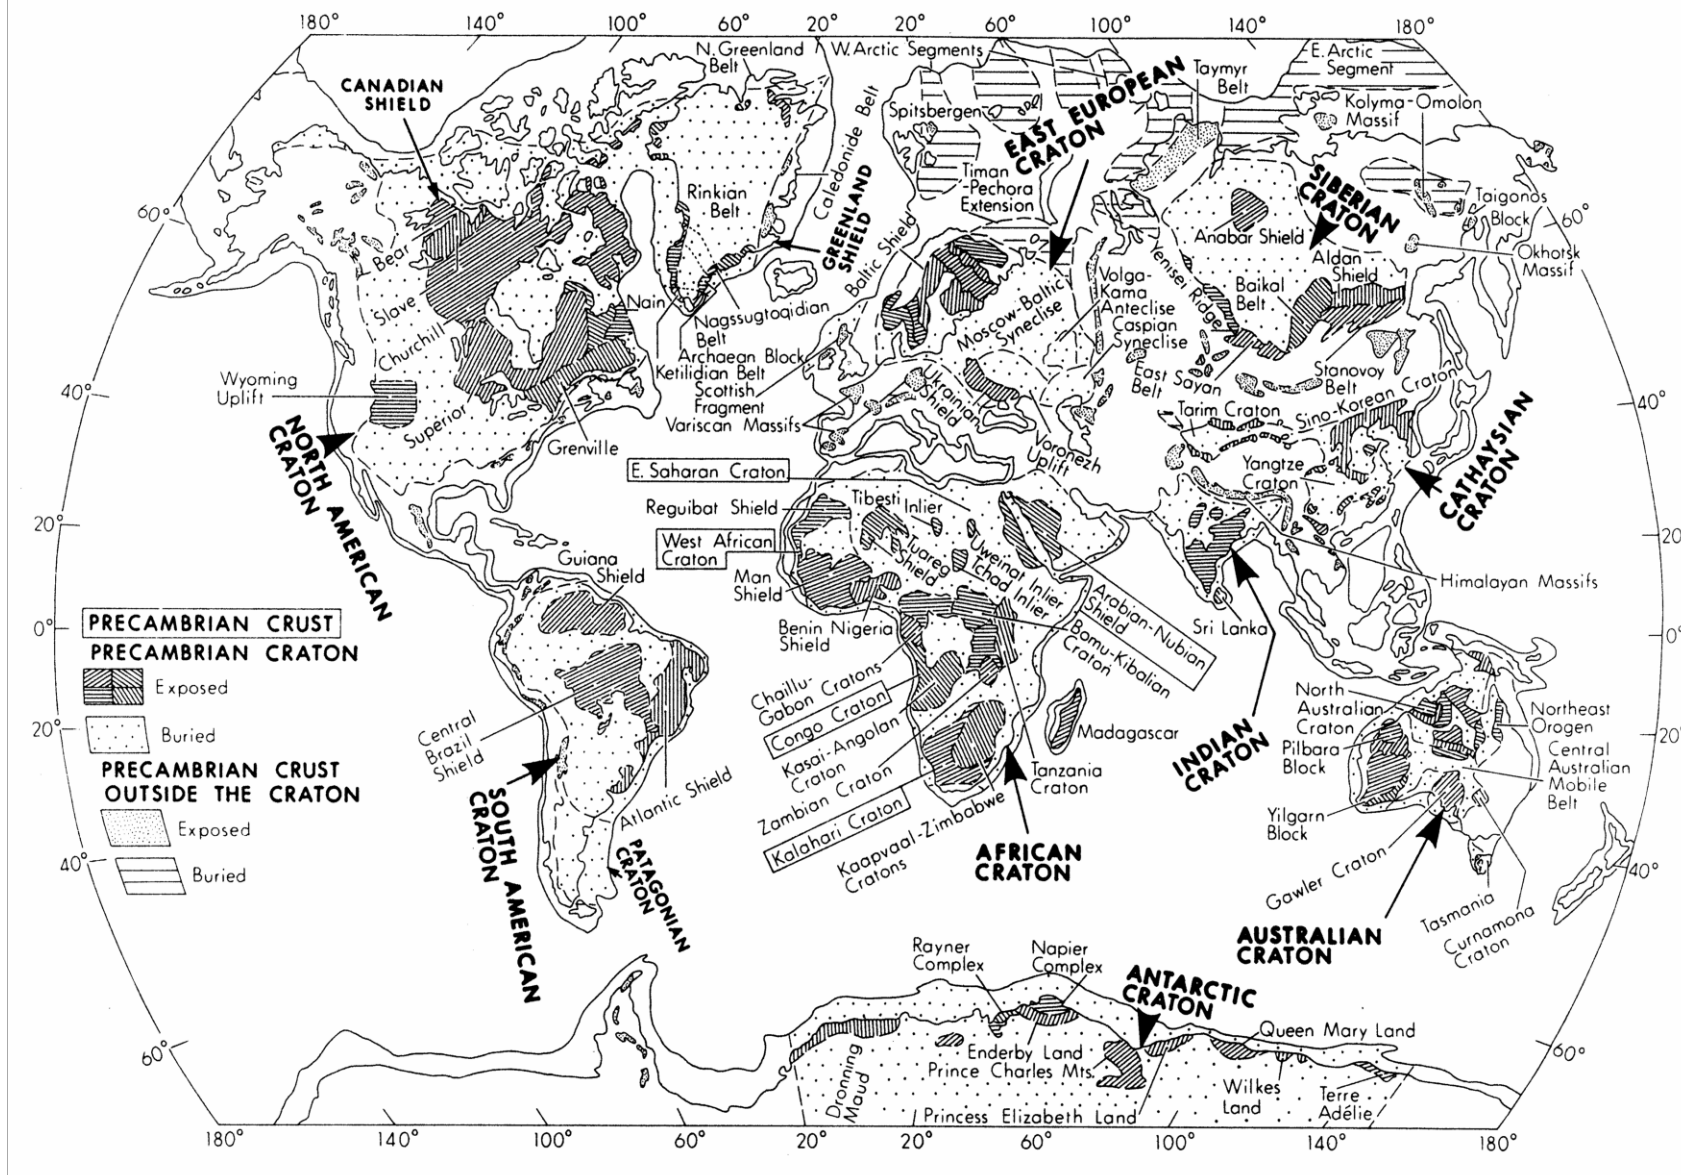 180°
140°
100°
60°
20°
20°
60°
100°
140°
180°
N. Greenland
Belt
W. Arctic Segments
E. Arctic
Segment
CANADIAN
SHIELD
Taymyr
Belt
Kolyma-Omolon
Massif
Spitsbergen
EAST EUROPEAN
CRATON
Caledonide Belt
Timan
-Pechora
Extension
SIBERIAN
CRATON
Taigonos
Block
60°
60°
Rinkian
Belt
GREENLAND
SHIELD
Baltic Shield
Anabar Shield
Okhotsk
Massif
Bear
Aldan
Shield
Yeniser Ridge
Volga-
Kama
Anteclise
Baikal
Belt
Slave
Nain
Nagssugtoqidian
Belt
Moscow-Baltic
Syneclise
Caspian
Syneclise
Churchill
Archaean Block
Ketilidian Belt
Scottish
Fragment
East Sayan
Belt
Stanovoy
Belt
Wyoming
Uplift
40°
40°
Ukrainian
Shield
Tarim Craton
Sino-Korean Craton
Superior
Variscan Massifs
Grenville
Voronezh
Uplift
NORTH AMERICAN
CRATON
CATHAYSIAN
CRATON
E. Saharan Craton
Yangtze
Craton
Reguibat Shield
Tibesti Inlier
20°
20°
West African
Craton
Tuareg
Shield
Uweinat Inlier
Tchad Inlier
Guiana
Shield
Man
Shield
Arabian-Nubian
Shield
Himalayan Massifs
PRECAMBRIAN CRUST
0°
Benin Nigeria
Shield
Bomu-Kibalian
Craton
Sri Lanka
0°
PRECAMBRIAN CRATON
Exposed
Chaillu-
Gabon Cratons
North
Australian
Craton
Northeast
Orogen
Buried
20°
20°
Central
Brazil
Shield
Congo Craton
Kasai-Angolan
Craton
Madagascar
INDIAN
CRATON
Pilbara
Block
Central
Australian
Mobile
Belt
PRECAMBRIAN CRUST
OUTSIDE THE CRATON
Exposed
Buried
Atlantic Shield
Zambian Craton
Tanzania
Craton
Yilgarn
Block
Kalahari Craton
Kaapvaal-Zimbabwe
Cratons
SOUTH AMERICAN
CRATON
PATAGONIAN
CRATON
AFRICAN
CRATON
40°
40°
Gawler Craton
Tasmania
Curnamona
Craton
AUSTRALIAN
CRATON
Rayner
Complex
Napier
Complex
ANTARCTIC
CRATON
60°
60°
Queen Mary Land
Enderby Land
Prince Charles Mts.
Dronning
Maud
Wilkes
Land
Terre
Adélie
Princess Elizabeth Land
180°
140°
100°
60°
20°
20°
60°
100°
140°
180°